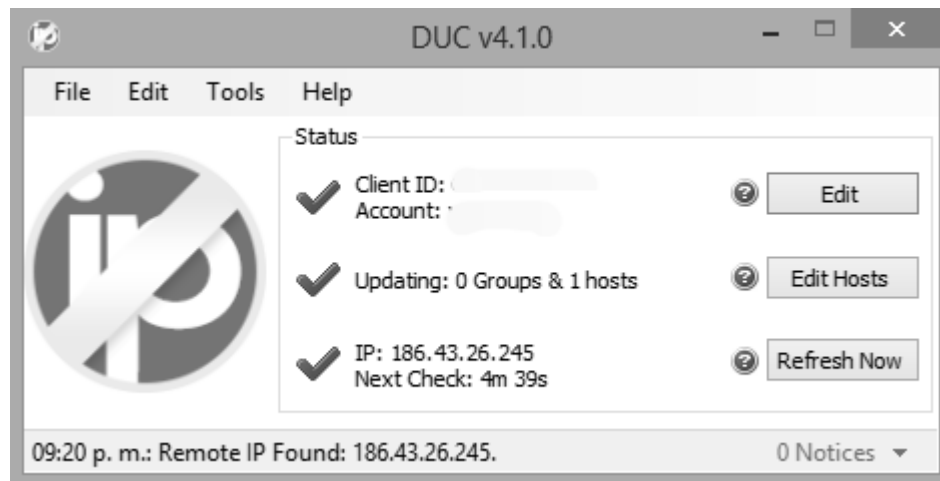 DUC v4.1.0
File Edit Tools Help
Status
ip
Client ID:
Account:
Edit
Updating: 0 Groups & 1 hosts
Edit Hosts
IP: 186.43.26.245
Next Check: 4m 39s
Refresh Now
09:20 p. m.: Remote IP Found: 186.43.26.245.
0 Notices